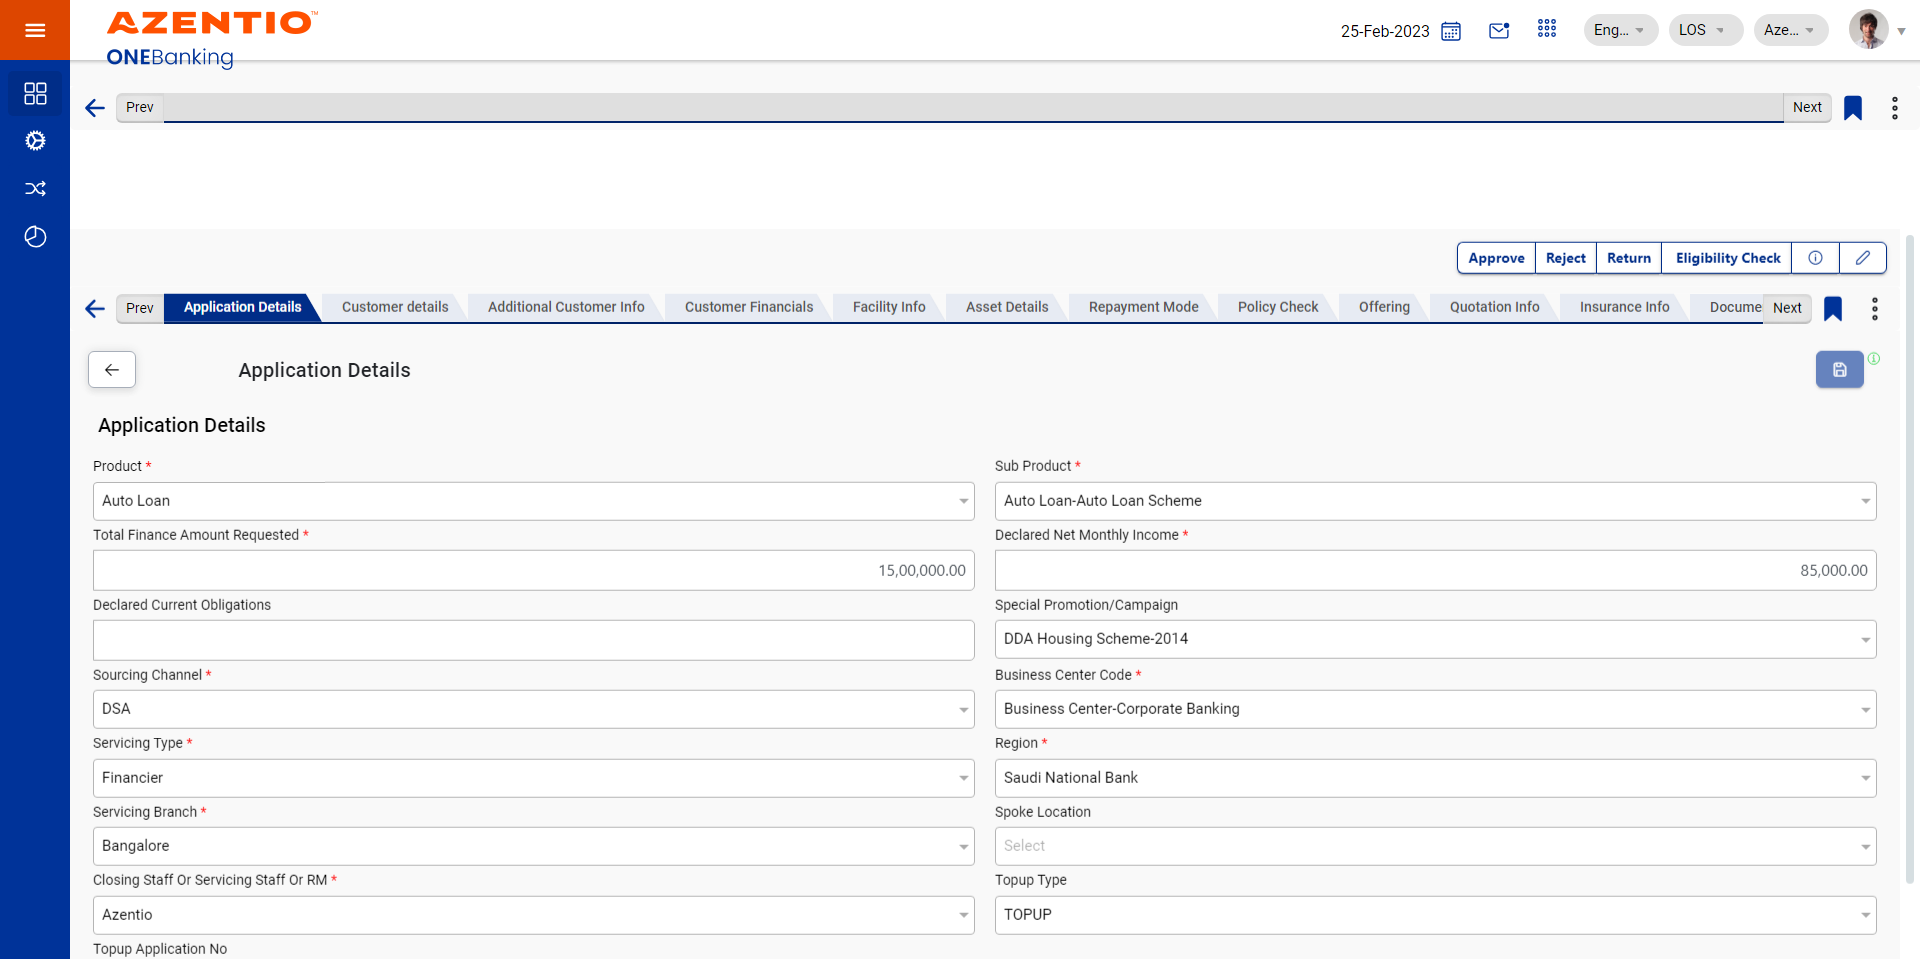 AZENTIO™
ONEBanking
25-Feb-2023
Eng...
LOS
Aze...
Prev
Next
Approve
Reject
Return
Eligibility Check
Prev
Application Details
Customer details
Additional Customer Info
Customer Financials
Facility Info
Asset Details
Repayment Mode
Policy Check
Offering
Quotation Info
Insurance Info
Docume
Next
Application Details
Application Details
Product *
Sub Product *
Auto Loan
Auto Loan-Auto Loan Scheme
Total Finance Amount Requested *
Declared Net Monthly Income *
15,00,000.00
85,000.00
Declared Current Obligations
Special Promotion/Campaign
DDA Housing Scheme-2014
Sourcing Channel *
Business Center Code *
DSA
Business Center-Corporate Banking
Servicing Type *
Region *
Financier
Saudi National Bank
Servicing Branch *
Spoke Location
Bangalore
Select
Closing Staff Or Servicing Staff Or RM *
Topup Type
Azentio
TOPUP
Topup Application No